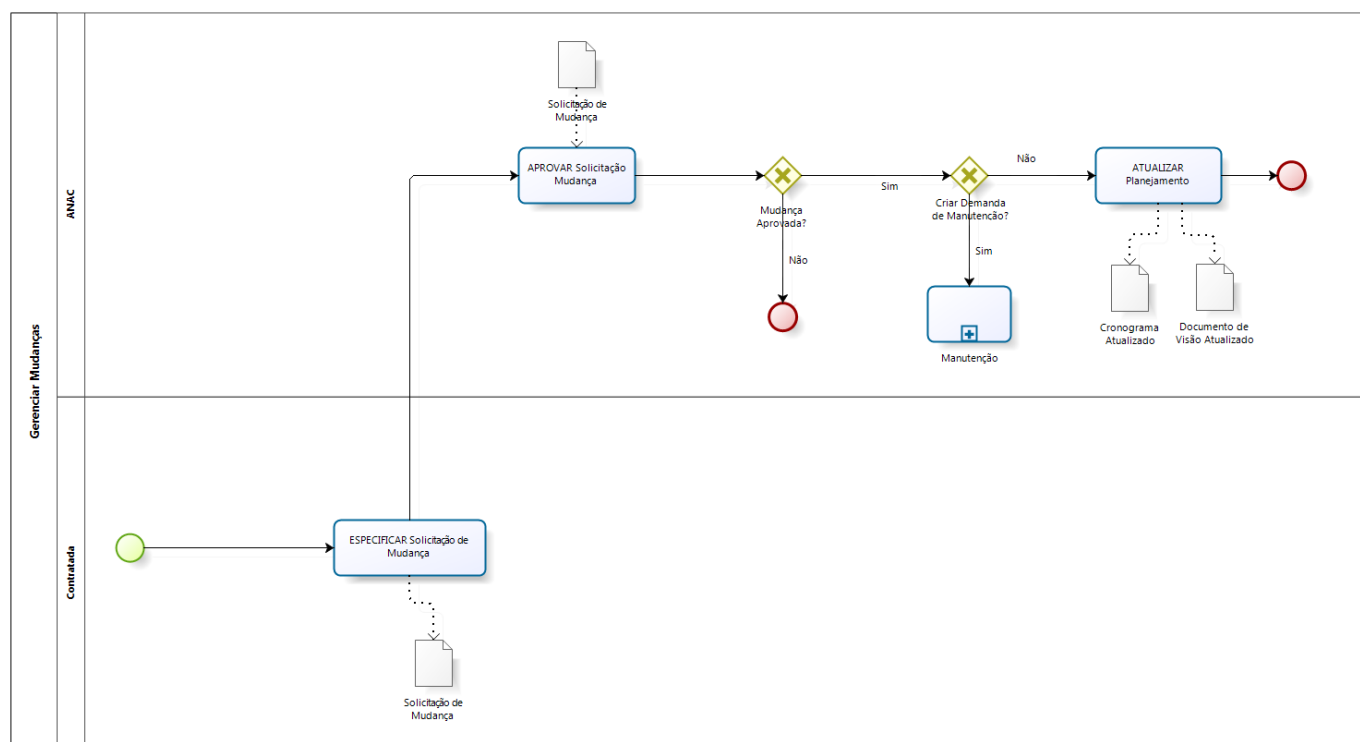 Gerenciar Mudanças
ANAC
Solicitação de
Mudança
APROVAR Solicitação
Mudança
Mudança
Aprovada?
Sim
Não
Criar Demanda
de Manutenção?
Não
Sim
Manutenção
ATUALIZAR
Planejamento
Cronograma
Atualizado
Documento de
Visão Atualizado
Contratada
ESPECIFICAR Solicitação de
Mudança
Solicitação de
Mudança